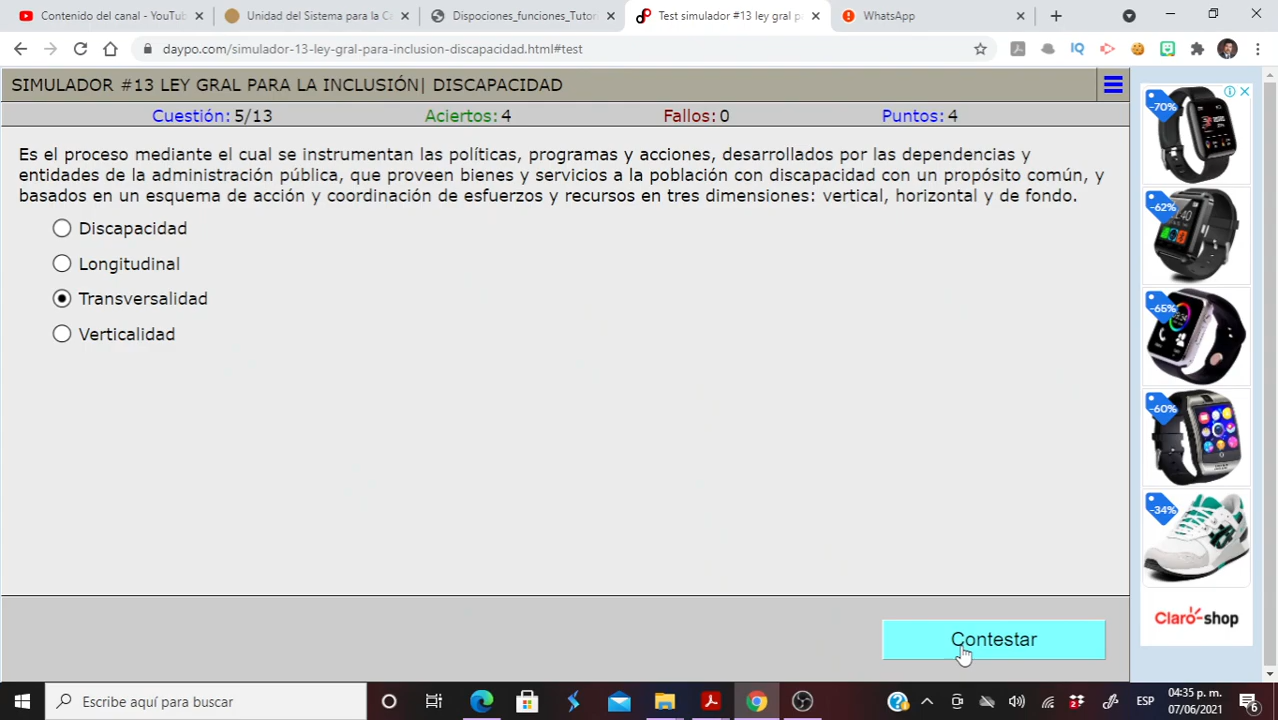 Contenido del canal - YouTu
Unidad del Sistema para la Ca
Dispociones_funciones_Tutori
Test simulador #13 ley gral pa
WhatsApp
daypo.com/simulador-13-ley-gral-para-inclusion-discapacidad.html#test
IQ
SIMULADOR #13 LEY GRAL PARA LA INCLUSIÓN| DISCAPACIDAD
Cuestión: 5/13
Aciertos: 4
Fallos: 0
Puntos: 4
Es el proceso mediante el cual se instrumentan las políticas, programas y acciones, desarrollados por las dependencias y
entidades de la administración pública, que proveen bienes y servicios a la población con discapacidad con un propósito común, y
basados en un esquema de acción y coordinación de esfuerzos y recursos en tres dimensiones: vertical, horizontal y de fondo.
Discapacidad
Longitudinal
Transversalidad
Verticalidad
Contestar
-70%
-62%
-65%
-60%
-34%
Claro-shop
Escribe aquí para buscar
ESP
04:35 p. m.
07/06/2021
6